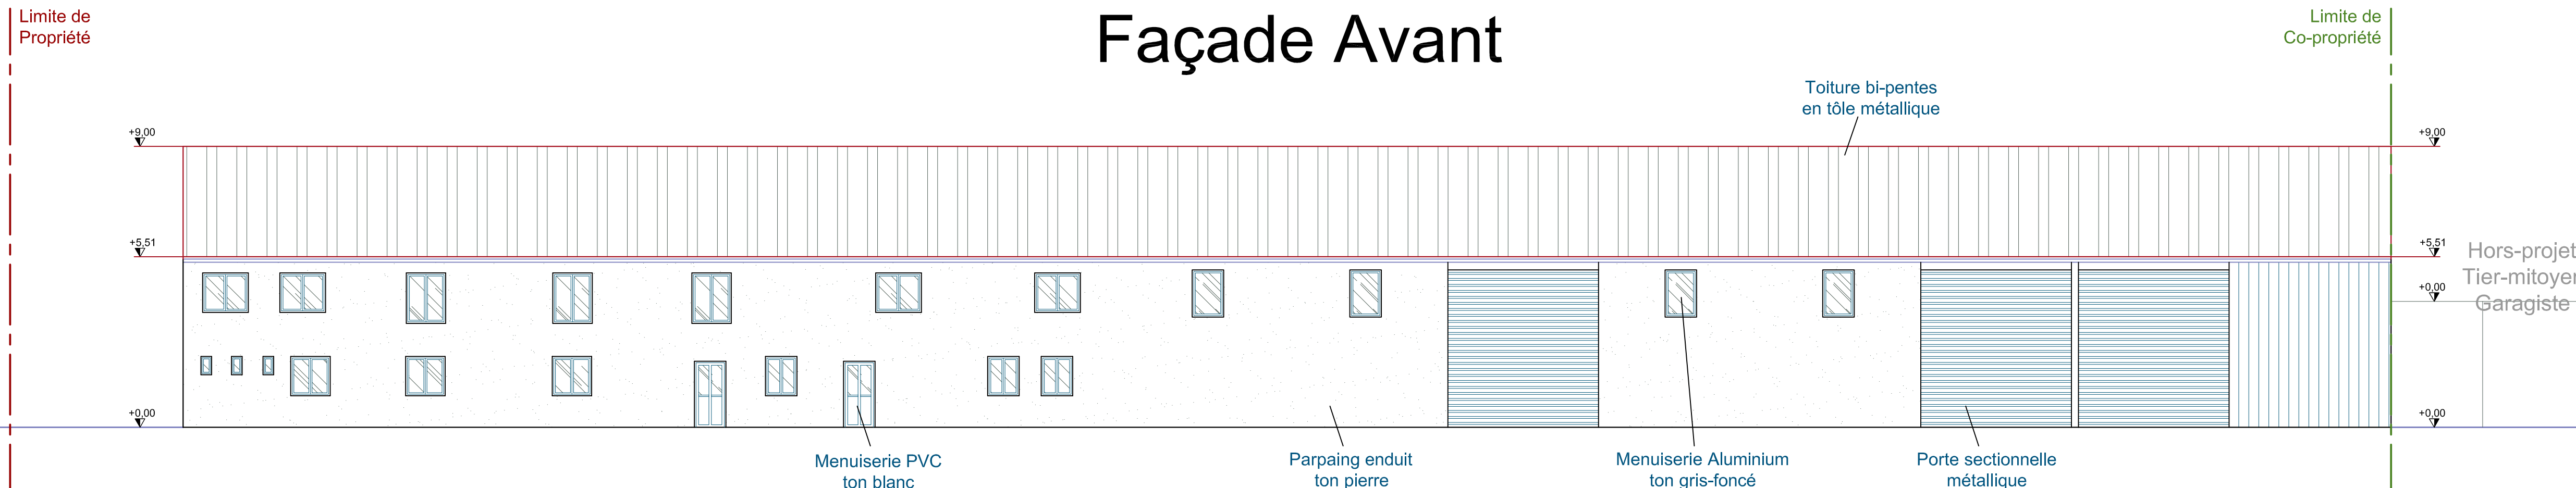 Limite de
Propriété
Façade Avant
Limite de
Co-propriété
Toiture bi-pentes
en tôle métallique
+9,00
+9,00
+5,51
+5,51
Hors-projet
Tier-mitoyen
Garagiste
+0,00
+0,00
+0,00
Menuiserie PVC
ton blanc
Parpaing enduit
ton pierre
Menuiserie Aluminium
ton gris-foncé
Porte sectionnelle
métallique